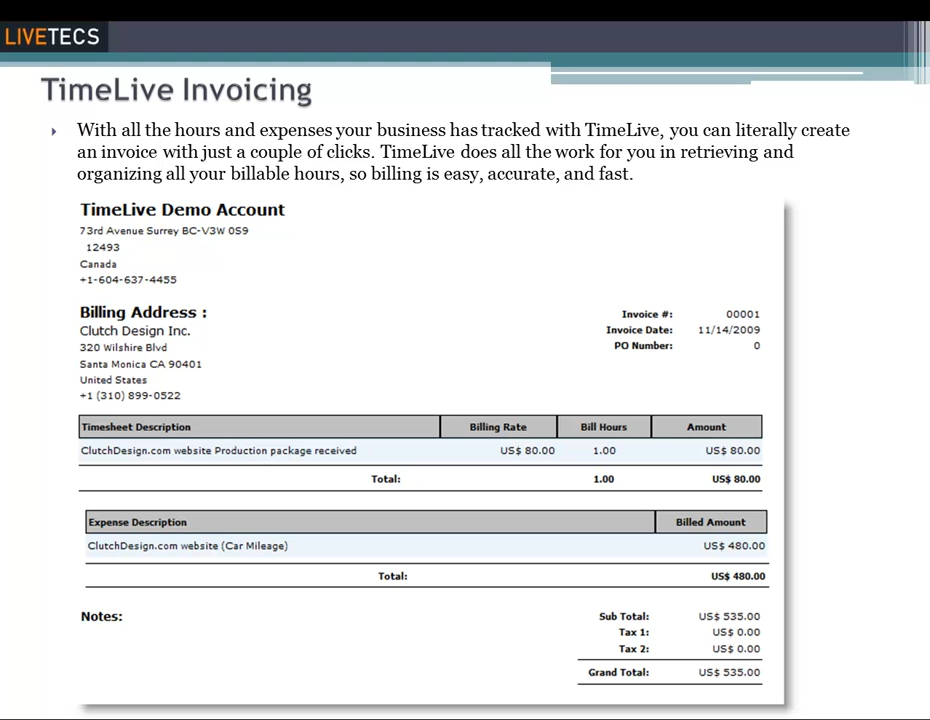 LIVETECS
TimeLive Invoicing
With all the hours and expenses your business has tracked with TimeLive, you can literally create
an invoice with just a couple of clicks. TimeLive does all the work for you in retrieving and
organizing all your billable hours, so billing is easy, accurate, and fast.
TimeLive Demo Account
73rd Avenue Surrey BC-V3W 0S9
12493
Canada
+1-604-637-4455
Billing Address :
Clutch Design Inc.
320 Wilshire Blvd
Santa Monica CA 90401
United States
+1 (310) 899-0522
Invoice #: 00001
Invoice Date: 11/14/2009
PO Number: 0
Timesheet Description Billing Rate Bill Hours Amount
ClutchDesign.com website Production package received US$ 80.00 1.00 US$ 80.00
Total: 1.00 US$ 80.00
Expense Description Billed Amount
ClutchDesign.com website (Car Mileage) US$ 480.00
Total: US$ 480.00
Notes:
Sub Total: US$ 535.00
Tax 1: US$ 0.00
Tax 2: US$ 0.00
Grand Total: US$ 535.00